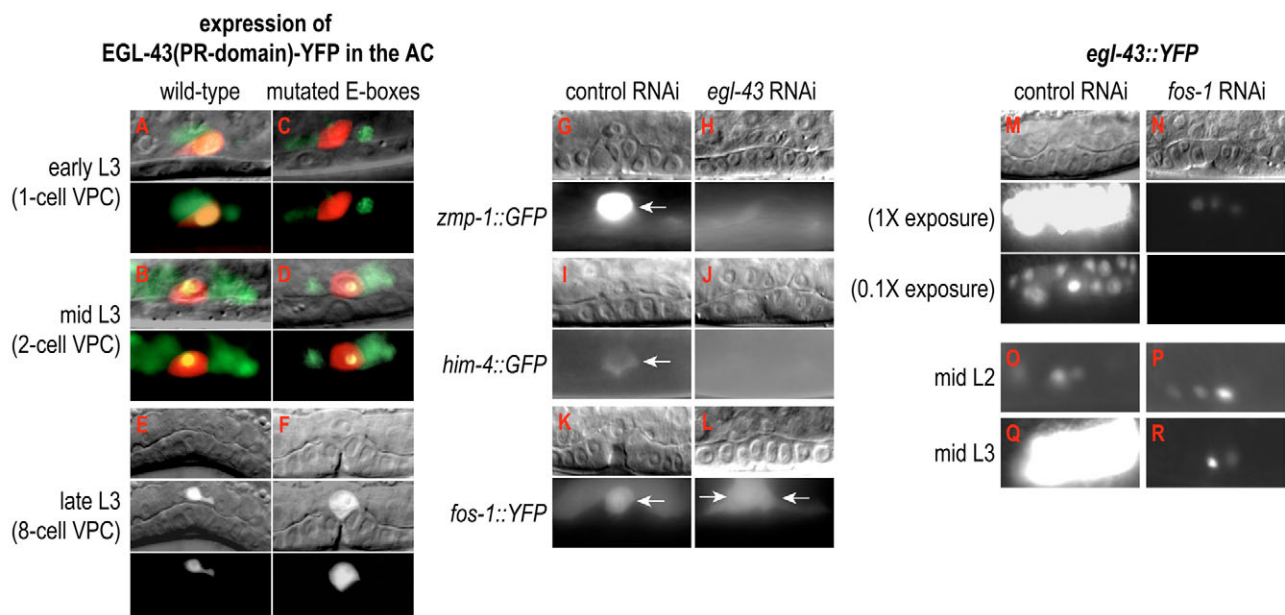 expression of
EGL-43(PR-domain)-YFP in the AC
wild-type
mutated E-boxes
early L3
(1-cell VPC)
mid L3
(2-cell VPC)
late L3
(8-cell VPC)
A
C
B
D
E
F
control RNAi
egl-43 RNAi
G
H
zmp-1::GFP
I
J
him-4::GFP
K
L
fos-1::YFP
egl-43::YFP
control RNAi
fos-1 RNAi
M
N
(1X exposure)
(0.1X exposure)
mid L2
O
P
mid L3
Q
R